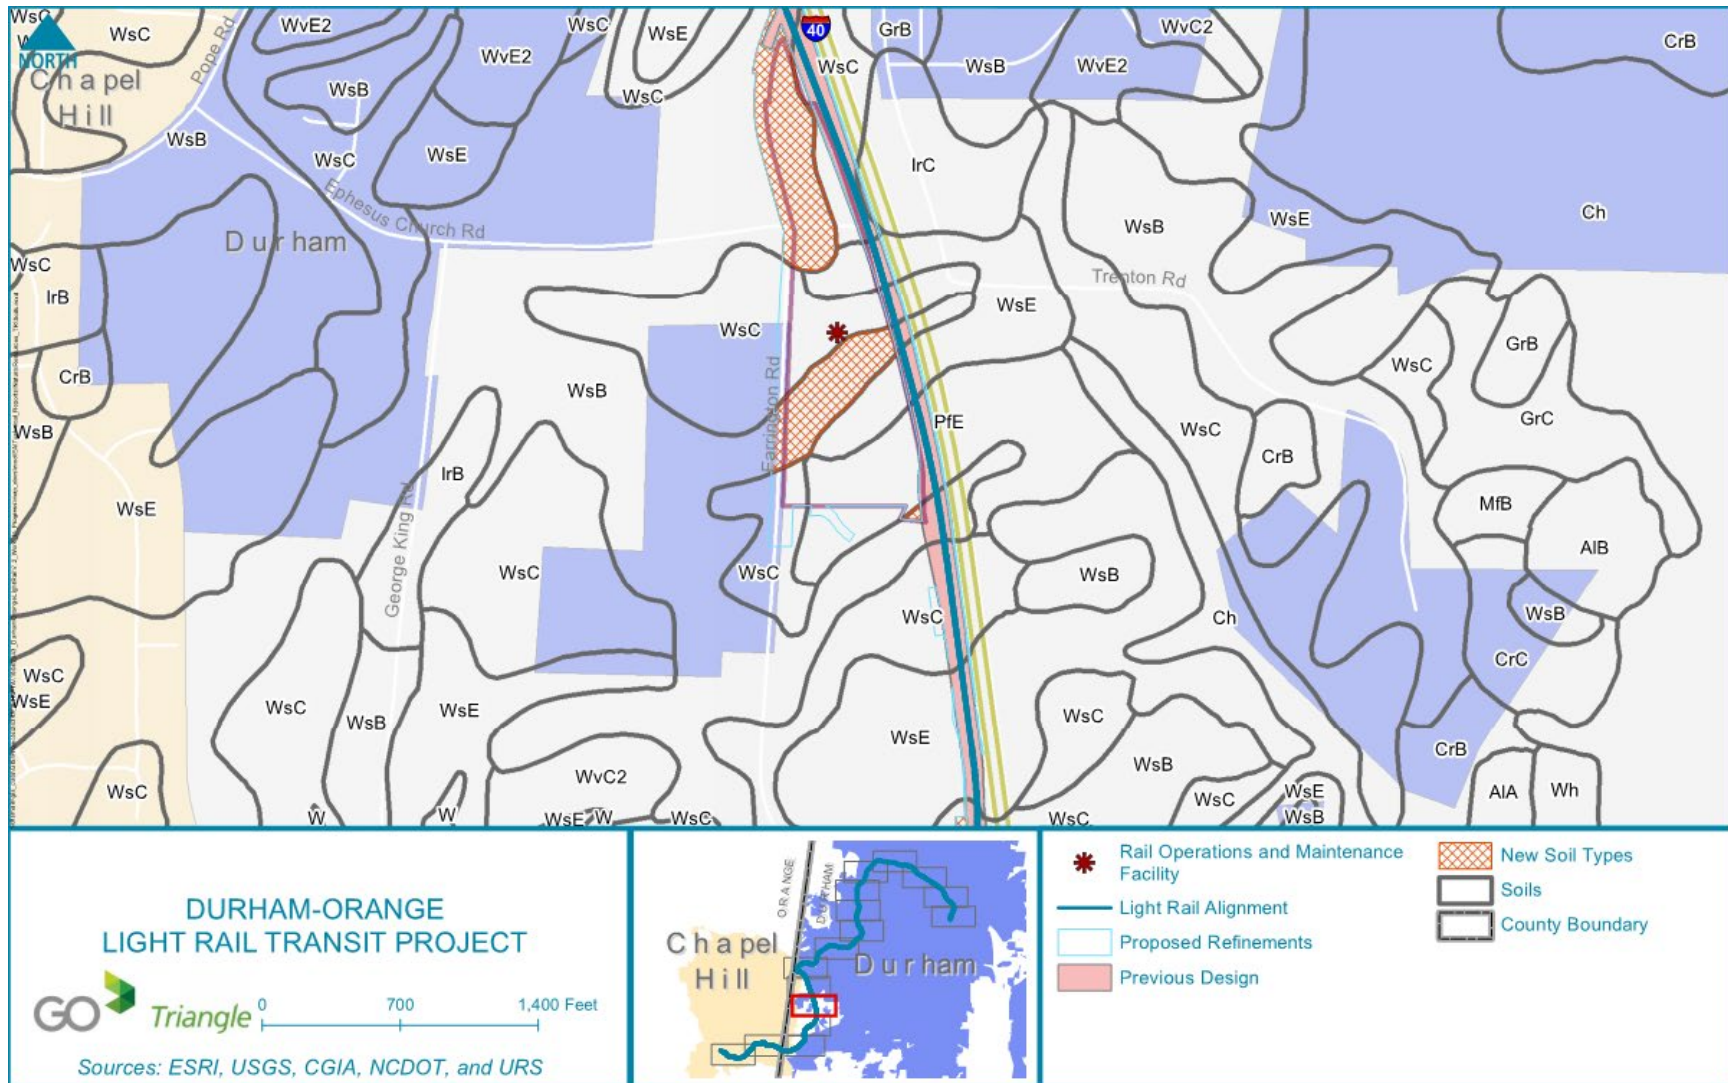 WsC
WsC
WvE2
WsC
WsE
40
GrB
WvC2
CrB
NORTH
Chapel
Hill
Pope Rd
WvE2
WsC
WsB
WvE2
WsB
WsC
WsB
WsC
WsE
IrC
Ephesus Church Rd
Durham
WsB
WsE
Ch
WsC
IrB
Trenton Rd
WsC
WsE
GrB
CrB
WsB
WsC
GrC
Farrington Rd
PfE
WsC
WsB
CrB
IrB
George King Rd
MfB
WsE
AlB
WsC
WsC
WsB
WsC
Ch
WsB
CrC
WsC
WsE
WsC
WsB
WsE
WsE
WsC
CrB
WvC2
WsB
WsC
WsC
WsE
AlA
Wh
W
W
WsE
W
WsC
WsC
WsB
DURHAM-ORANGE
LIGHT RAIL TRANSIT PROJECT
GO Triangle
0 700 1,400 Feet
Sources: ESRI, USGS, CGIA, NCDOT, and URS
ORANGE
DURHAM
Chapel
Hill
Durham
Rail Operations and Maintenance
Facility
Light Rail Alignment
Proposed Refinements
Previous Design
New Soil Types
Soils
County Boundary